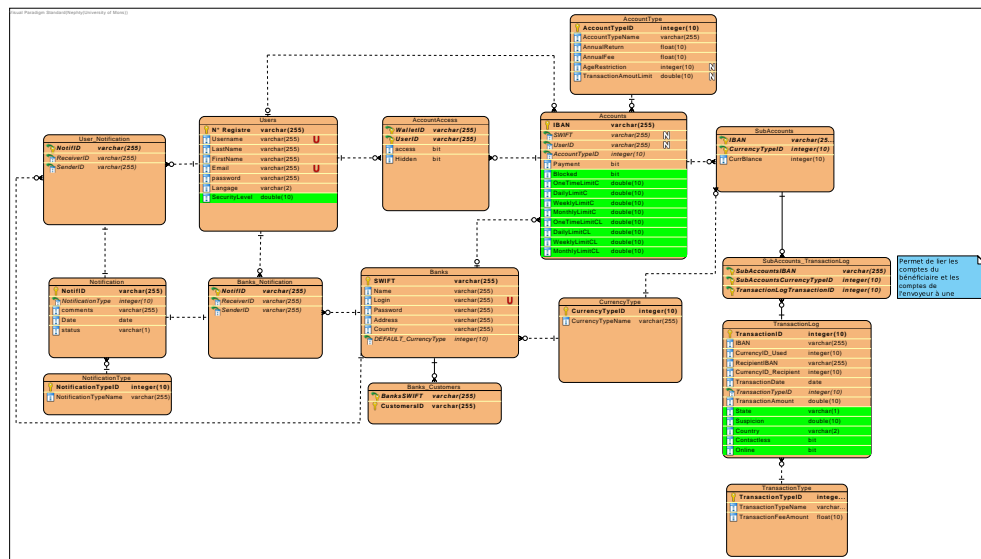 Visual Paradigm Standard(Nephty(University of Mons))
AccountType
AccountTypeID integer(10)
AccountTypeName varchar(255)
AnnualReturn float(10)
AnnualFee float(10)
AgeRestriction integer(10) N
TransactionAmoutLimit double(10) N
Users
N° Registre varchar(255)
Username varchar(255) U
LastName varchar(255)
FirstName varchar(255)
Email varchar(255) U
password varchar(255)
Langage varchar(2)
SecurityLevel double(10)
AccountAccess
WalletID varchar(255)
UserID varchar(255)
access bit
Hidden bit
Accounts
IBAN varchar(255)
SWIFT varchar(255) N
UserID varchar(255) N
AccountTypeID integer(10)
Payment bit
Blocked bit
OneTimeLimitC double(10)
DailyLimitC double(10)
WeeklyLimitC double(10)
MonthlyLimitC double(10)
OneTimeLimitCL double(10)
DailyLimitCL double(10)
WeeklyLimitCL double(10)
MonthlyLimitCL double(10)
SubAccounts
IBAN varchar(25...
CurrencyTypeID integer(10)
CurrBlance integer(10)
User_Notification
NotifID varchar(255)
ReceiverID varchar(255)
SenderID varchar(255)
Notification
NotifID varchar(255)
NotificationType integer(10)
comments varchar(255)
Date date
status varchar(1)
Banks_Notification
NotifID varchar(255)
ReceiverID varchar(255)
SenderID varchar(255)
Banks
SWIFT varchar(255)
Name varchar(255)
Login varchar(255) U
Password varchar(255)
Address varchar(255)
Country varchar(255)
DEFAULT_CurrencyType integer(10)
CurrencyType
CurrencyTypeID integer(10)
CurrencyTypeName varchar(255)
SubAccounts_TransactionLog
SubAccountsIBAN varchar(255)
SubAccountsCurrencyTypeID integer(10)
TransactionLogTransactionID integer(10)
Permet de lier les
comptes du
bénéficiaire et les
comptes de
l'envoyeur à une
NotificationType
NotificationTypeID integer(10)
NotificationTypeName varchar(255)
Banks_Customers
BanksSWIFT varchar(255)
CustomersID varchar(255)
TransactionLog
TransactionID integer(10)
IBAN varchar(255)
CurrencyID_Used integer(10)
RecipientIBAN varchar(255)
CurrencyID_Recipient integer(10)
TransactionDate date
TransactionTypeID integer(10)
TransactionAmount double(10)
State varchar(1)
Suspicion double(10)
Country varchar(2)
Contactless bit
Online bit
TransactionType
TransactionTypeID intege...
TransactionTypeName varchar...
TransactionFeeAmount float(10)